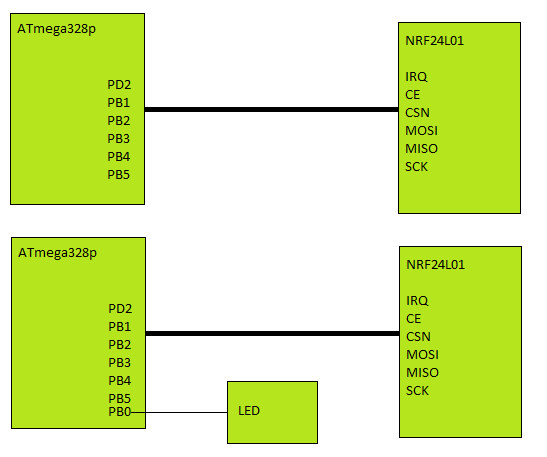 ATmega328p
PD2
PB1
PB2
PB3
PB4
PB5
NRF24L01
IRQ
CE
CSN
MOSI
MISO
SCK
ATmega328p
PD2
PB1
PB2
PB3
PB4
PB5
PB0
LED
NRF24L01
IRQ
CE
CSN
MOSI
MISO
SCK